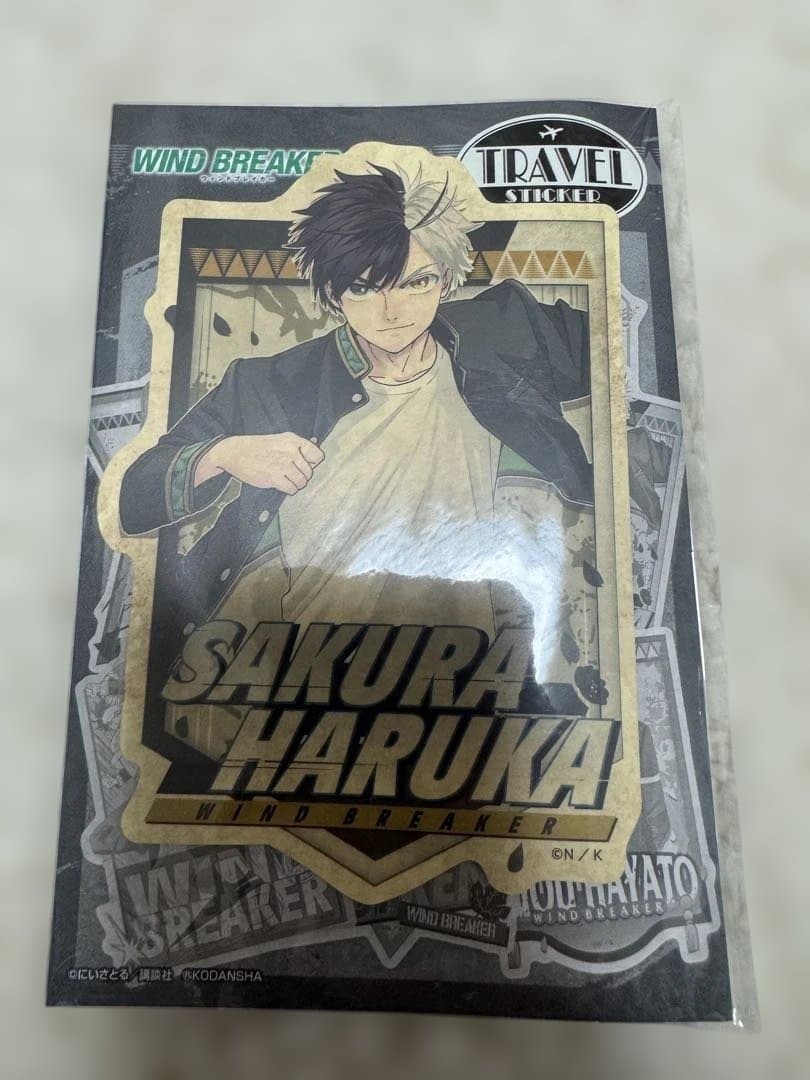 WIND BREAKER
ウィンドブレイカー
TRAVEL
STICKER
SAKURA
HARUKA
WIND BREAKER
©N / K
WIND
BREAKER
WIND BREAKER
HAYATO
WIND BREAKER
©にいさとる/講談社 KODANSHA